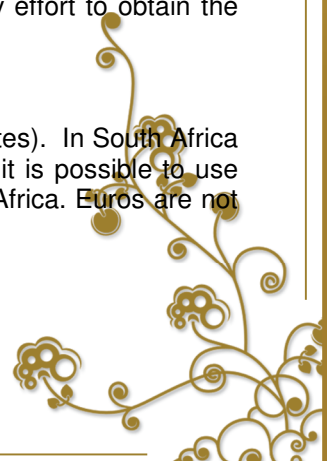 effort to obtain the
tes). In South Africa
it is possible to use
Africa. Euros are not